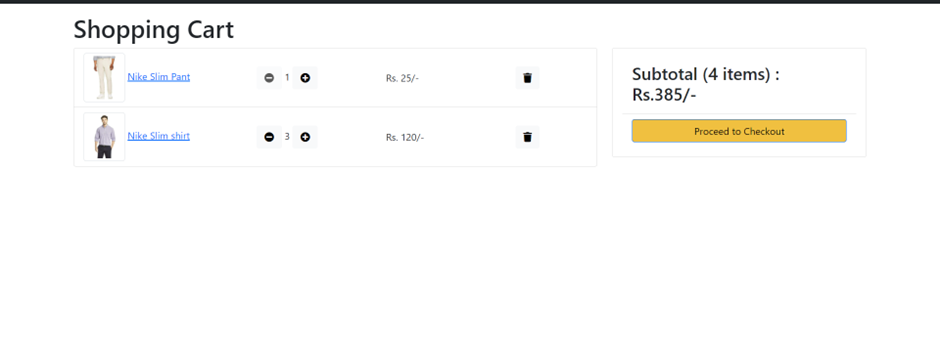 Shopping Cart
Nike Slim Pant 1 Rs. 25/-
Nike Slim shirt 3 Rs. 120/-
Subtotal (4 items) :
Rs.385/-
Proceed to Checkout